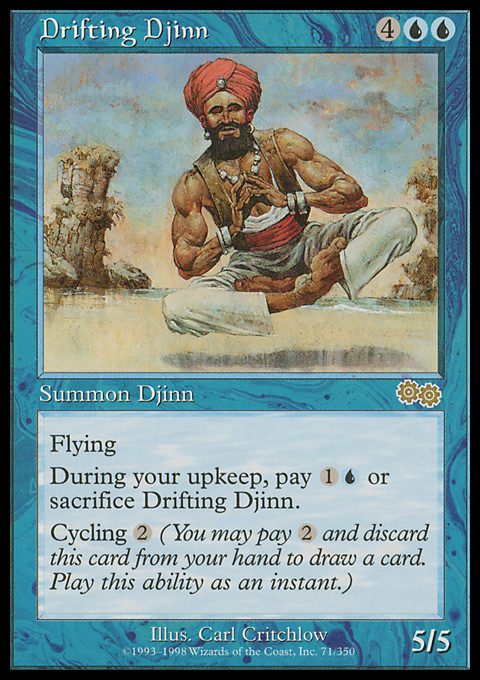 Drifting Djinn 4
Summon Djinn
Flying
During your upkeep, pay 1 or
sacrifice Drifting Djinn.
Cycling 2 (You may pay 2 and discard
this card from your hand to draw a card.
Play this ability as an instant.)
Illus. Carl Critchlow
©1993–1998 Wizards of the Coast, Inc. 71/350
5/5